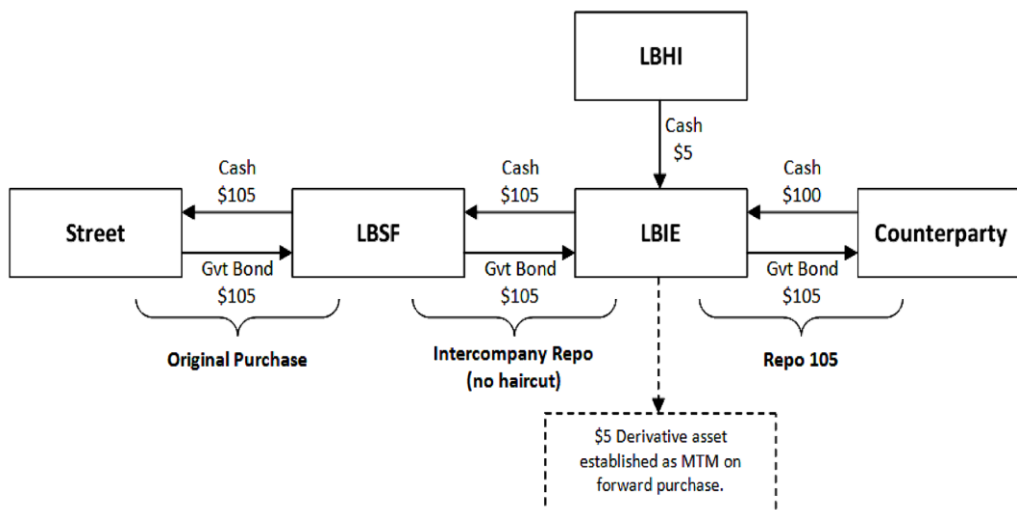 LBHI
Cash
$5
Cash
$105
Cash
$105
Cash
$100
Street
LBSF
LBIE
Counterparty
Gvt Bond
$105
Gvt Bond
$105
Gvt Bond
$105
Original Purchase
Intercompany Repo
(no haircut)
Repo 105
$5 Derivative asset
established as MTM on
forward purchase.